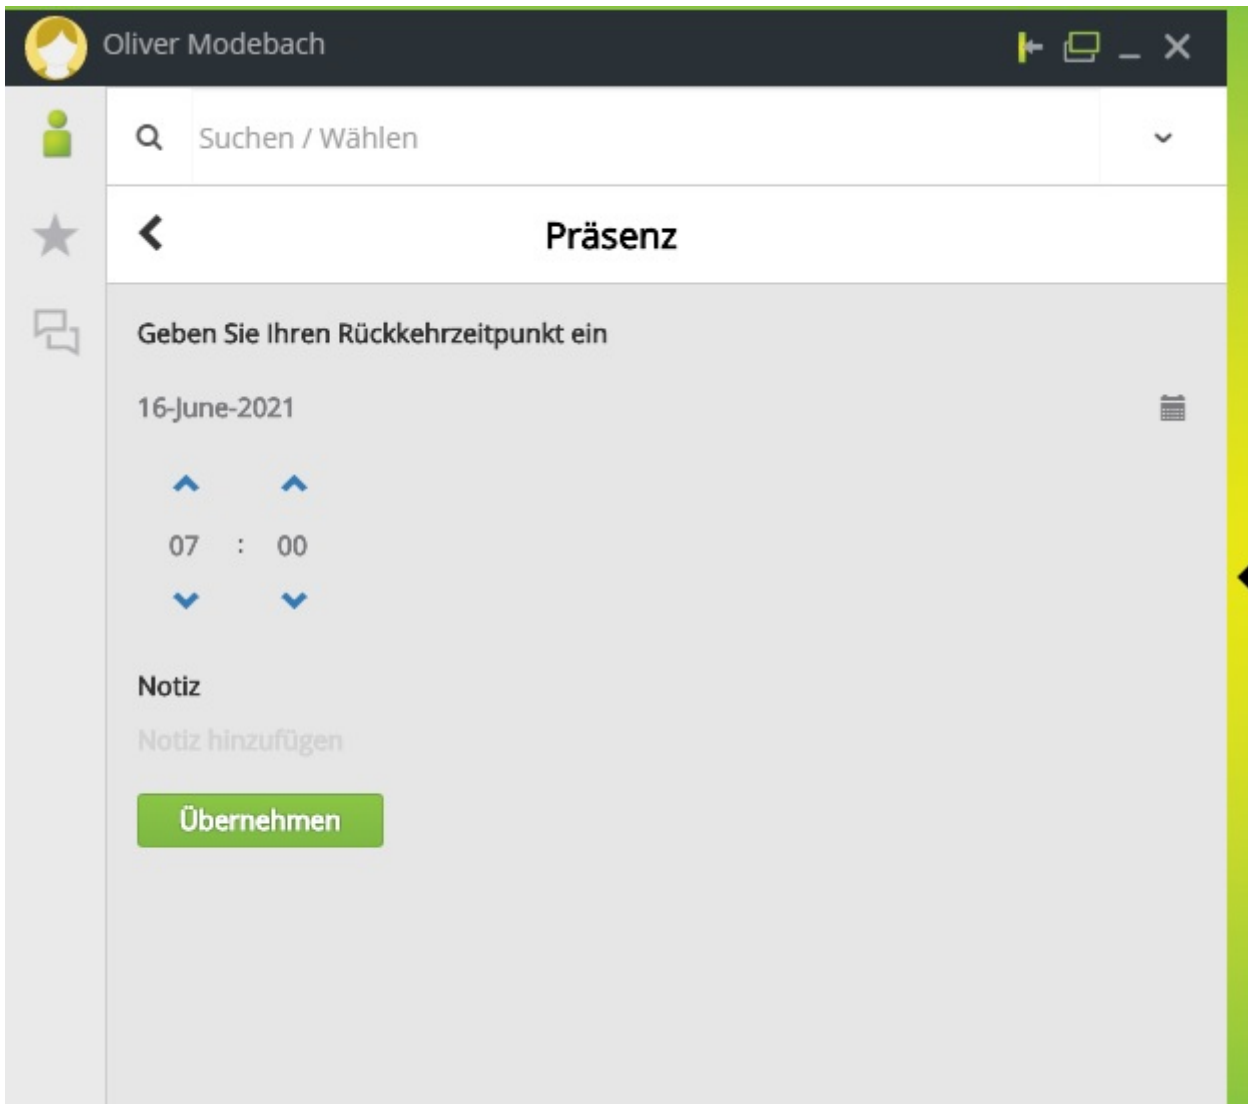 Oliver Modebach
Suchen / Wählen
Präsenz
Geben Sie Ihren Rückkehrzeitpunkt ein
16-June-2021
07 : 00
Notiz
Notiz hinzufügen
Übernehmen